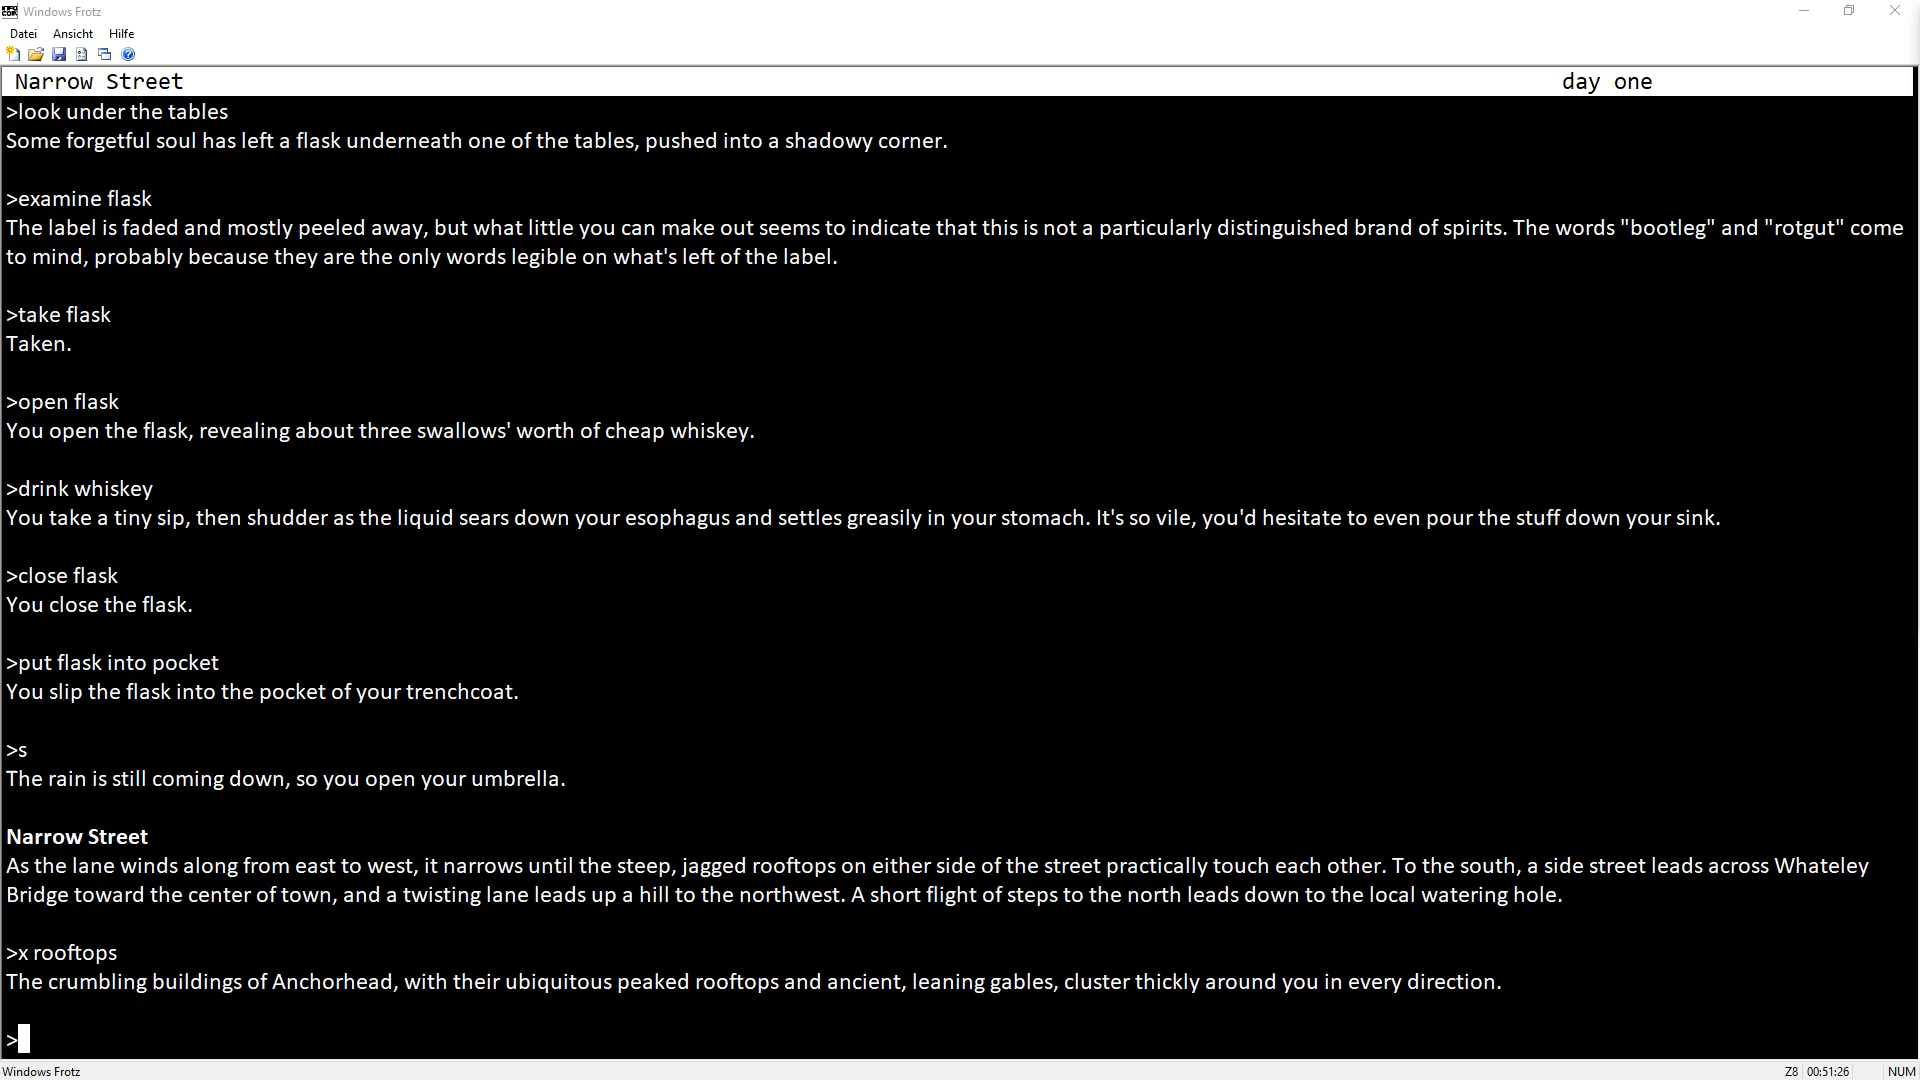 Windows Frotz
Datei Ansicht Hilfe
Narrow Street day one
>look under the tables
Some forgetful soul has left a flask underneath one of the tables, pushed into a shadowy corner.
>examine flask
The label is faded and mostly peeled away, but what little you can make out seems to indicate that this is not a particularly distinguished brand of spirits. The words "bootleg" and "rotgut" come
to mind, probably because they are the only words legible on what's left of the label.
>take flask
Taken.
>open flask
You open the flask, revealing about three swallows' worth of cheap whiskey.
>drink whiskey
You take a tiny sip, then shudder as the liquid sears down your esophagus and settles greasily in your stomach. It's so vile, you'd hesitate to even pour the stuff down your sink.
>close flask
You close the flask.
>put flask into pocket
You slip the flask into the pocket of your trenchcoat.
>s
The rain is still coming down, so you open your umbrella.
Narrow Street
As the lane winds along from east to west, it narrows until the steep, jagged rooftops on either side of the street practically touch each other. To the south, a side street leads across Whateley
Bridge toward the center of town, and a twisting lane leads up a hill to the northwest. A short flight of steps to the north leads down to the local watering hole.
>x rooftops
The crumbling buildings of Anchorhead, with their ubiquitous peaked rooftops and ancient, leaning gables, cluster thickly around you in every direction.
>
Windows Frotz Z8 00:51:26 NUM